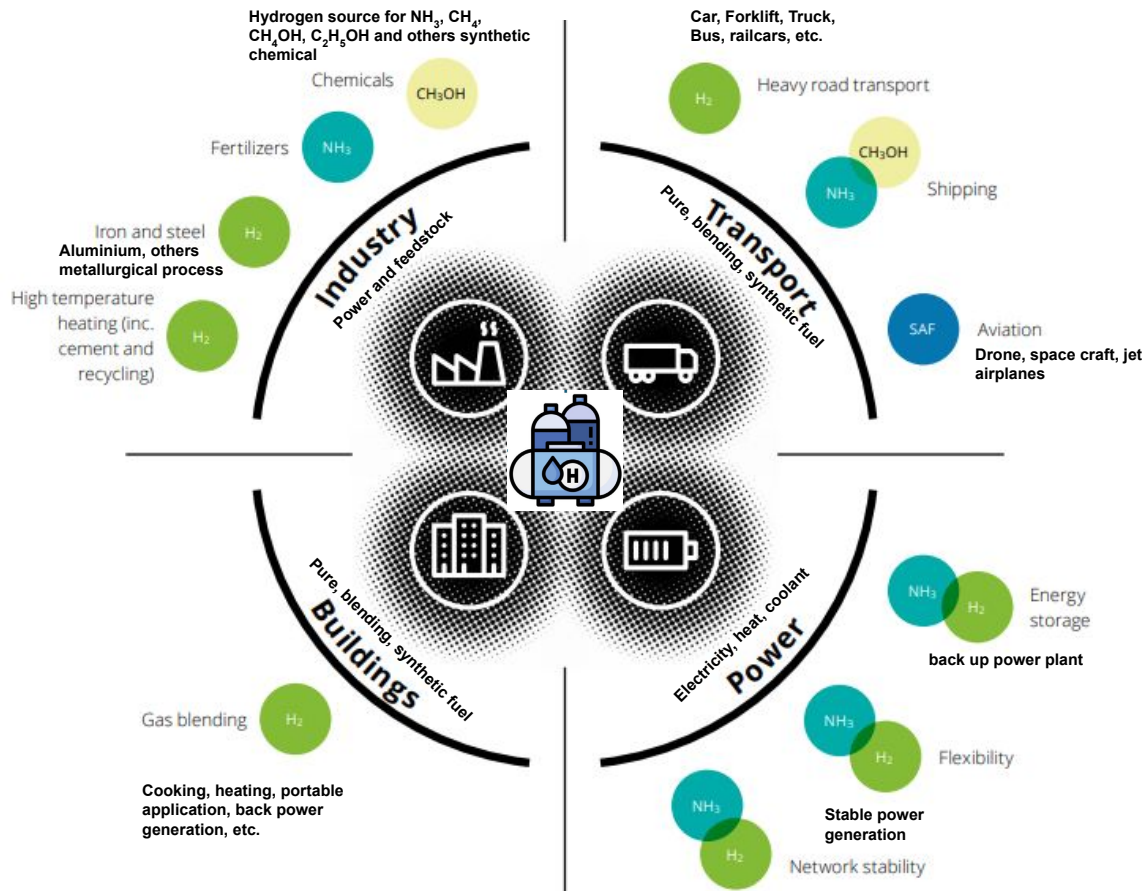 Hydrogen source for NH₃, CH₄,
CH₄OH, C₂H₅OH and others synthetic
chemical
Chemicals
CH₃OH
Fertilizers
NH₃
Iron and steel
H₂
Aluminium, others
metallurgical process
High temperature
heating (inc.
cement and
recycling)
H₂
Industry
Power and feedstock
Car, Forklift, Truck,
Bus, railcars, etc.
H₂
Heavy road transport
CH₃OH
NH₃
Shipping
Transport
Pure, blending, synthetic fuel
SAF
Aviation
Drone, space craft, jet
airplanes
H
Buildings
Pure, blending, synthetic fuel
Gas blending
H₂
Cooking, heating, portable
application, back power
generation, etc.
Electricity, heat, coolant
Power
NH₃
H₂
Energy
storage
back up power plant
NH₃
H₂
Flexibility
Stable power
generation
NH₃
H₂
Network stability